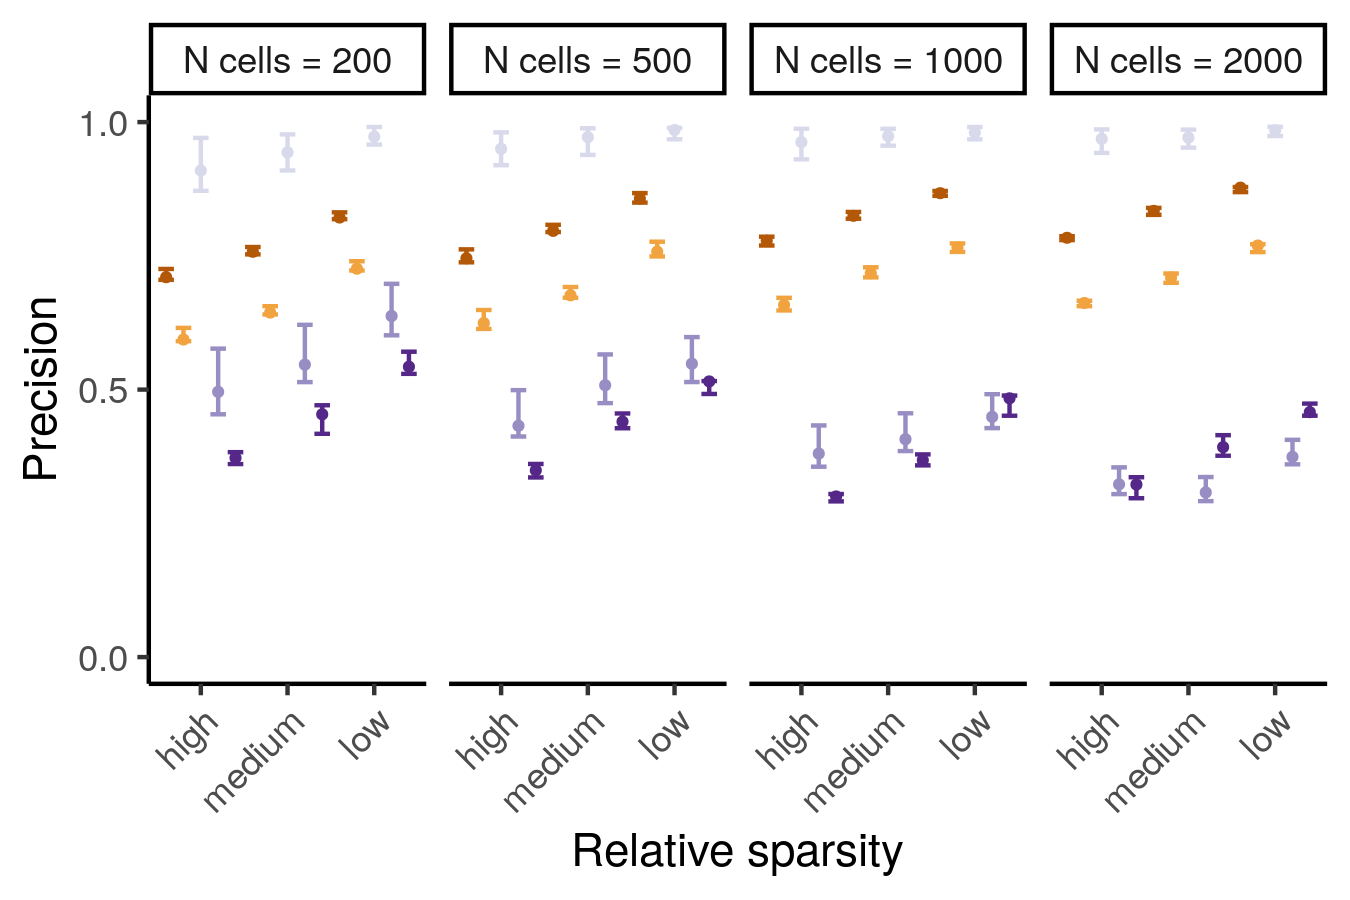 N cells = 200
N cells = 500
N cells = 1000
N cells = 2000
1.0
0.5
0.0
Precision
high
medium
low
high
medium
low
high
medium
low
high
medium
low
Relative sparsity